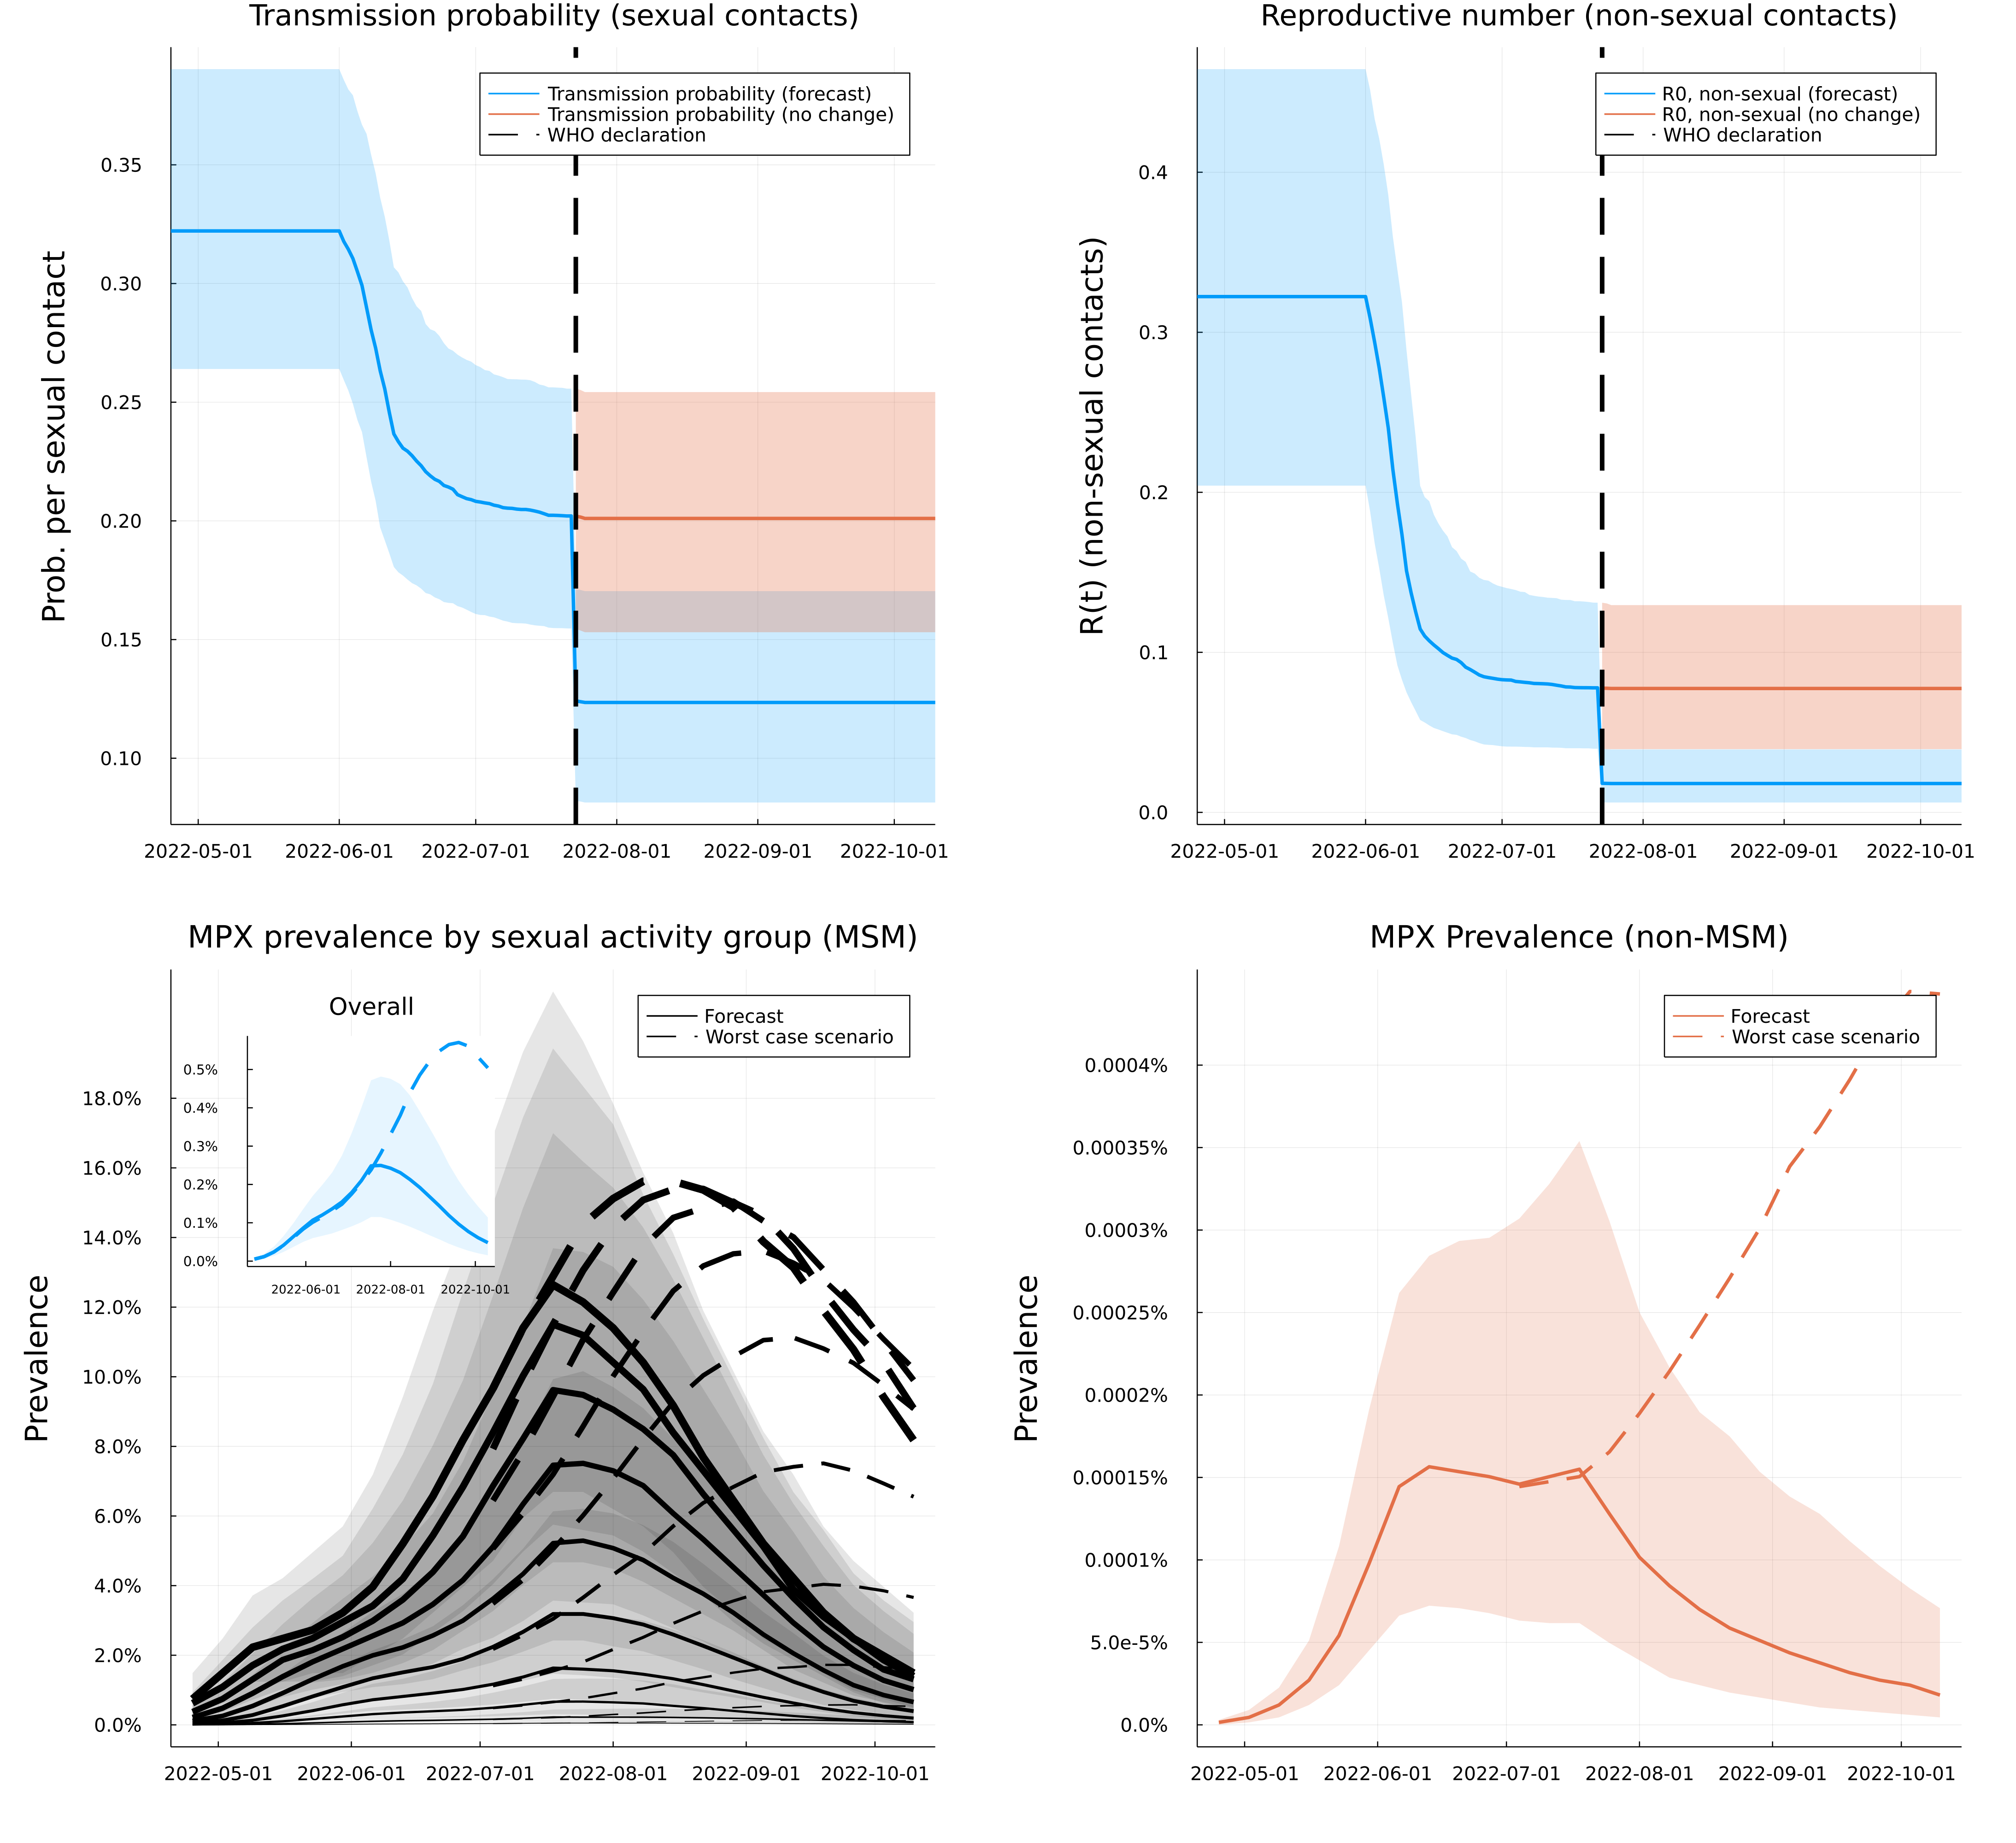 Transmission probability (sexual contacts)
Prob. per sexual contact
0.35
0.30
0.25
0.20
0.15
0.10
Transmission probability (forecast)
Transmission probability (no change)
WHO declaration
2022-05-01 2022-06-01 2022-07-01 2022-08-01 2022-09-01 2022-10-01
Reproductive number (non-sexual contacts)
R(t) (non-sexual contacts)
0.4
0.3
0.2
0.1
0.0
R0, non-sexual (forecast)
R0, non-sexual (no change)
WHO declaration
2022-05-01 2022-06-01 2022-07-01 2022-08-01 2022-09-01 2022-10-01
MPX prevalence by sexual activity group (MSM)
Prevalence
18.0%
16.0%
14.0%
12.0%
10.0%
8.0%
6.0%
4.0%
2.0%
0.0%
Overall
0.5%
0.4%
0.3%
0.2%
0.1%
0.0%
2022-06-01 2022-08-01 2022-10-01
Forecast
Worst case scenario
2022-05-01 2022-06-01 2022-07-01 2022-08-01 2022-09-01 2022-10-01
MPX Prevalence (non-MSM)
Prevalence
0.0004%
0.00035%
0.0003%
0.00025%
0.0002%
0.00015%
0.0001%
5.0e-5%
0.0%
Forecast
Worst case scenario
2022-05-01 2022-06-01 2022-07-01 2022-08-01 2022-09-01 2022-10-01